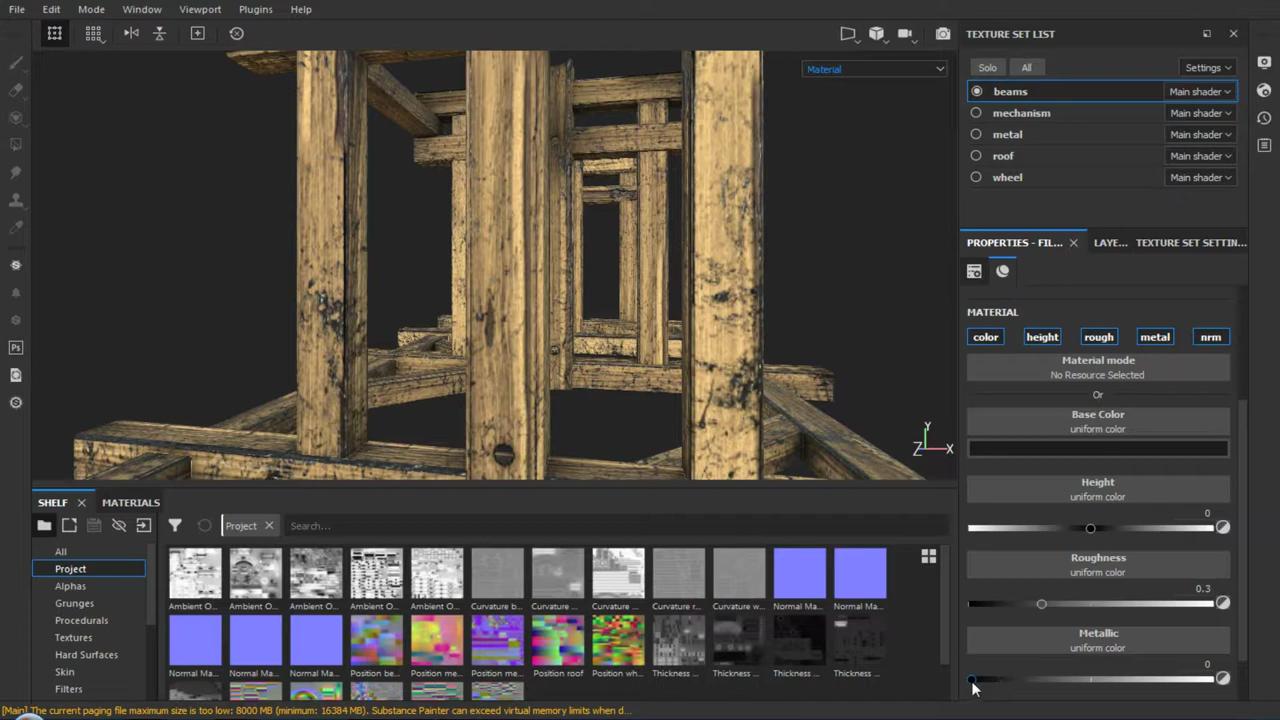 File Edit Mode Window Viewport Plugins Help
Material
TEXTURE SET LIST
Solo All Settings
beams Main shader
mechanism Main shader
metal Main shader
roof Main shader
wheel Main shader
PROPERTIES - FIL... LAYE... TEXTURE SET SETTIN...
MATERIAL
color height rough metal nrm
Material mode
No Resource Selected
Or
Base Color
uniform color
Height
uniform color
0
Roughness
uniform color
0.3
Metallic
uniform color
0
Y
Z X
SHELF MATERIALS
Project Search...
All
Project
Alphas
Grunges
Procedurals
Textures
Hard Surfaces
Skin
Filters
Ps
Ambient O... Ambient O... Ambient O... Ambient O... Ambient O... Curvature b... Curvature ... Curvature ... Curvature r... Curvature w... Normal Ma... Normal Ma...
Normal Ma... Normal Ma... Normal Ma... Position be... Position me... Position me... Position roof Position wh... Thickness ... Thickness ... Thickness ... Thickness ...
[Main] The current paging file maximum size is too low: 8000 MB (minimum: 16384 MB). Substance Painter can exceed virtual memory limits when d...